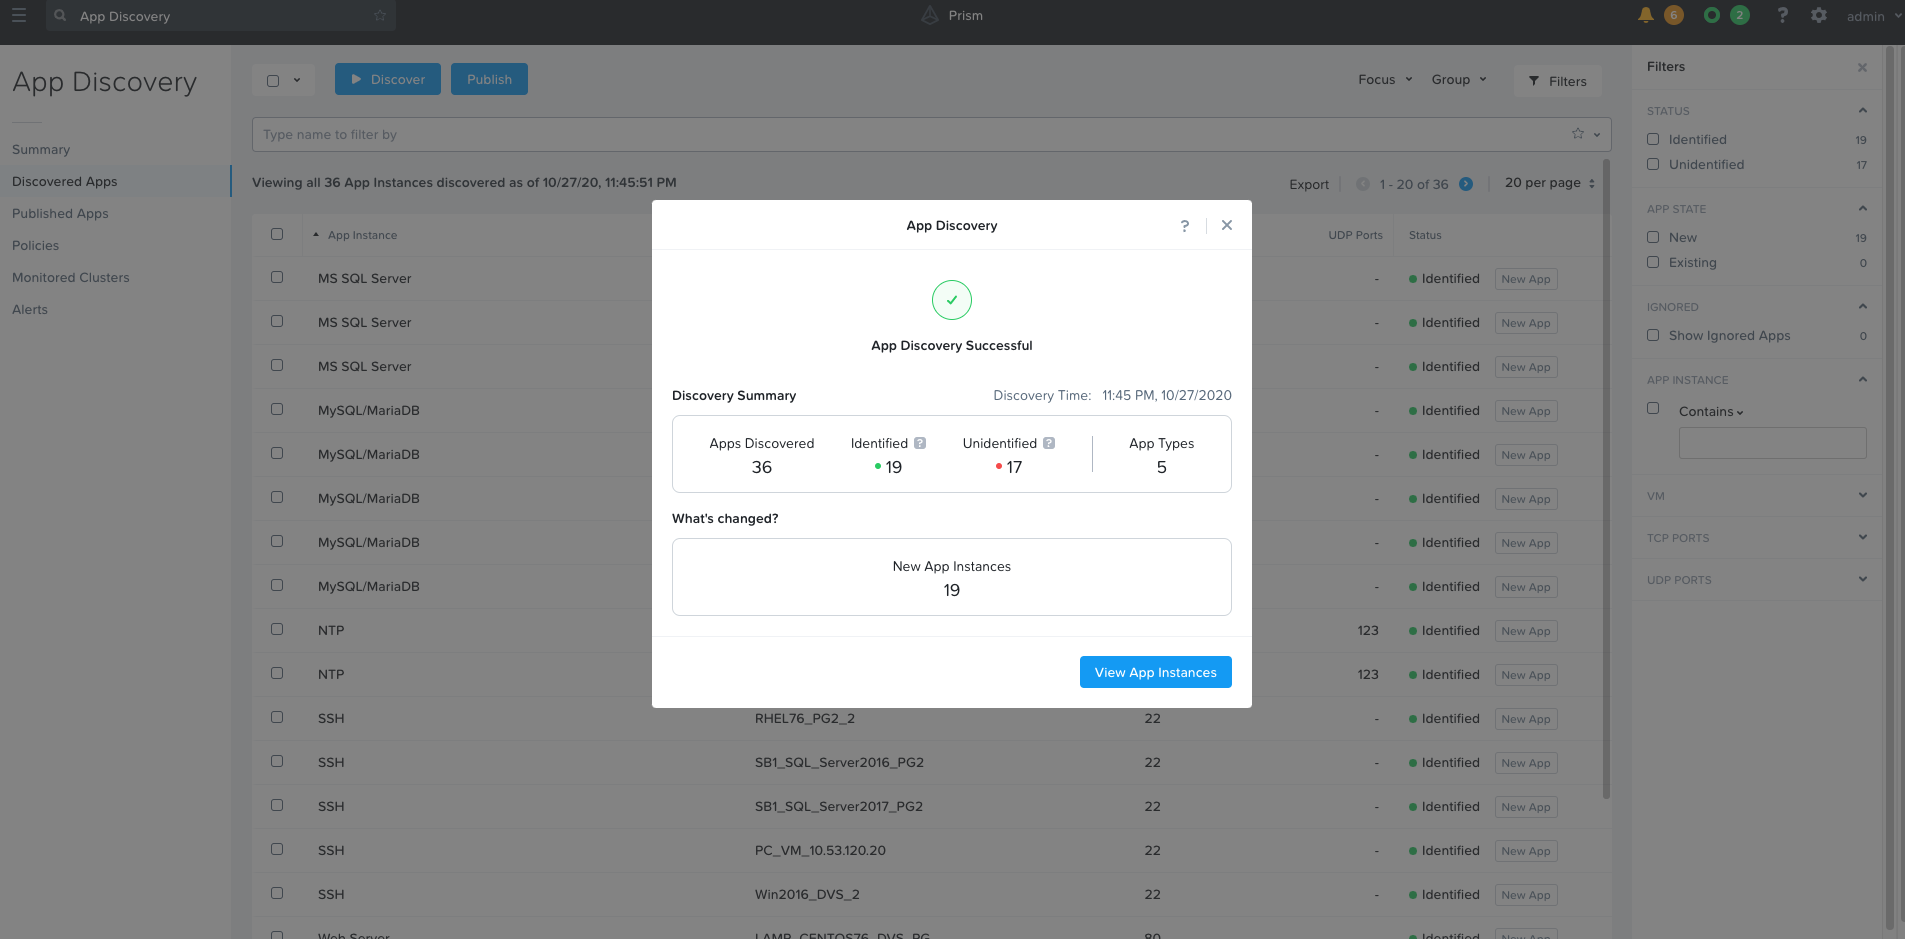 App Discovery
Prism
6
2
?
admin
App Discovery
Summary
Discovered Apps
Published Apps
Policies
Monitored Clusters
Alerts
Discover
Publish
Focus
Group
Filters
Type name to filter by
Viewing all 36 App Instances discovered as of 10/27/20, 11:45:51 PM
Export
1 - 20 of 36
20 per page
App Instance
UDP Ports
Status
MS SQL Server - Identified New App
MS SQL Server - Identified New App
MS SQL Server - Identified New App
MySQL/MariaDB - Identified New App
MySQL/MariaDB - Identified New App
MySQL/MariaDB - Identified New App
MySQL/MariaDB - Identified New App
MySQL/MariaDB - Identified New App
NTP 123 Identified New App
NTP 123 Identified New App
SSH RHEL76_PG2_2 22 - Identified New App
SSH SB1_SQL_Server2016_PG2 22 - Identified New App
SSH SB1_SQL_Server2017_PG2 22 - Identified New App
SSH PC_VM_10.53.120.20 22 - Identified New App
SSH Win2016_DVS_2 22 - Identified New App
Web Server LAMP_CENTOS76_DVS_PG 80 - Identified New App
App Discovery
?
App Discovery Successful
Discovery Summary
Discovery Time: 11:45 PM, 10/27/2020
Apps Discovered
36
Identified ?
19
Unidentified ?
17
App Types
5
What's changed?
New App Instances
19
View App Instances
Filters
STATUS
Identified 19
Unidentified 17
APP STATE
New 19
Existing 0
IGNORED
Show Ignored Apps 0
APP INSTANCE
Contains
VM
TCP PORTS
UDP PORTS